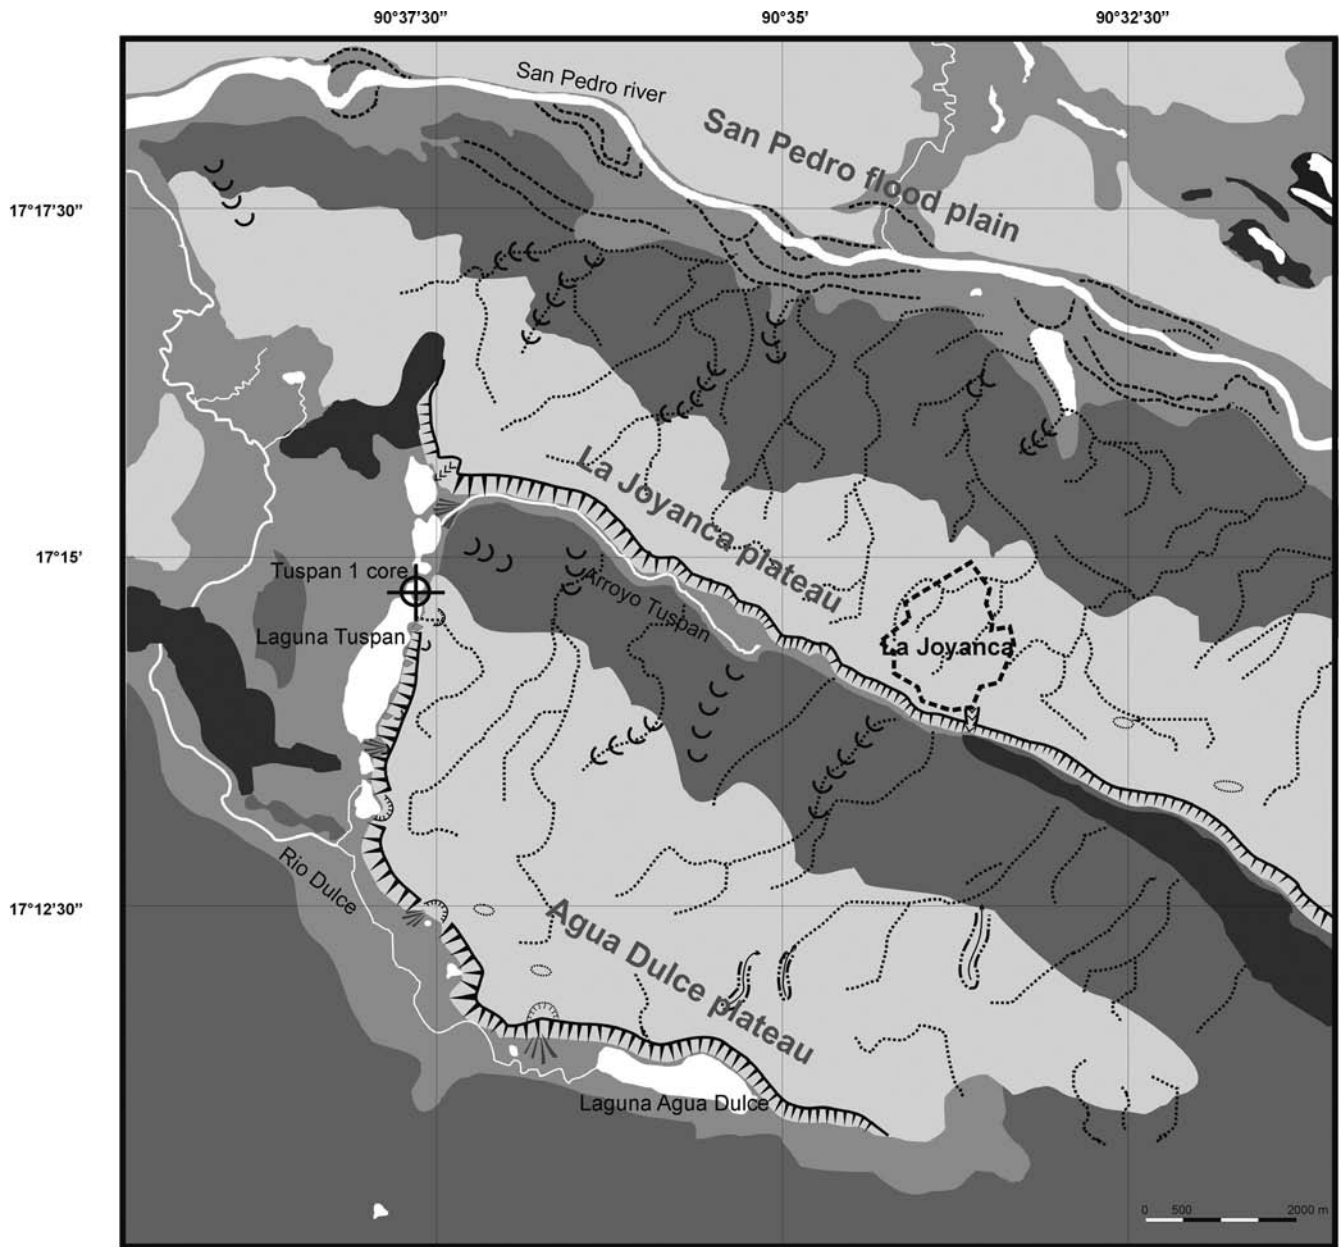 90°37'30"
90°35'
90°32'30"
San Pedro river
San Pedro flood plain
17°17'30"
La Joyanca plateau
17°15'
Tuspan 1 core
Arroyo Tuspan
Laguna Tuspan
La Joyanca
Rio Dulce
17°12'30"
Agua Dulce plateau
Laguna Agua Dulce
0 500 2000 m